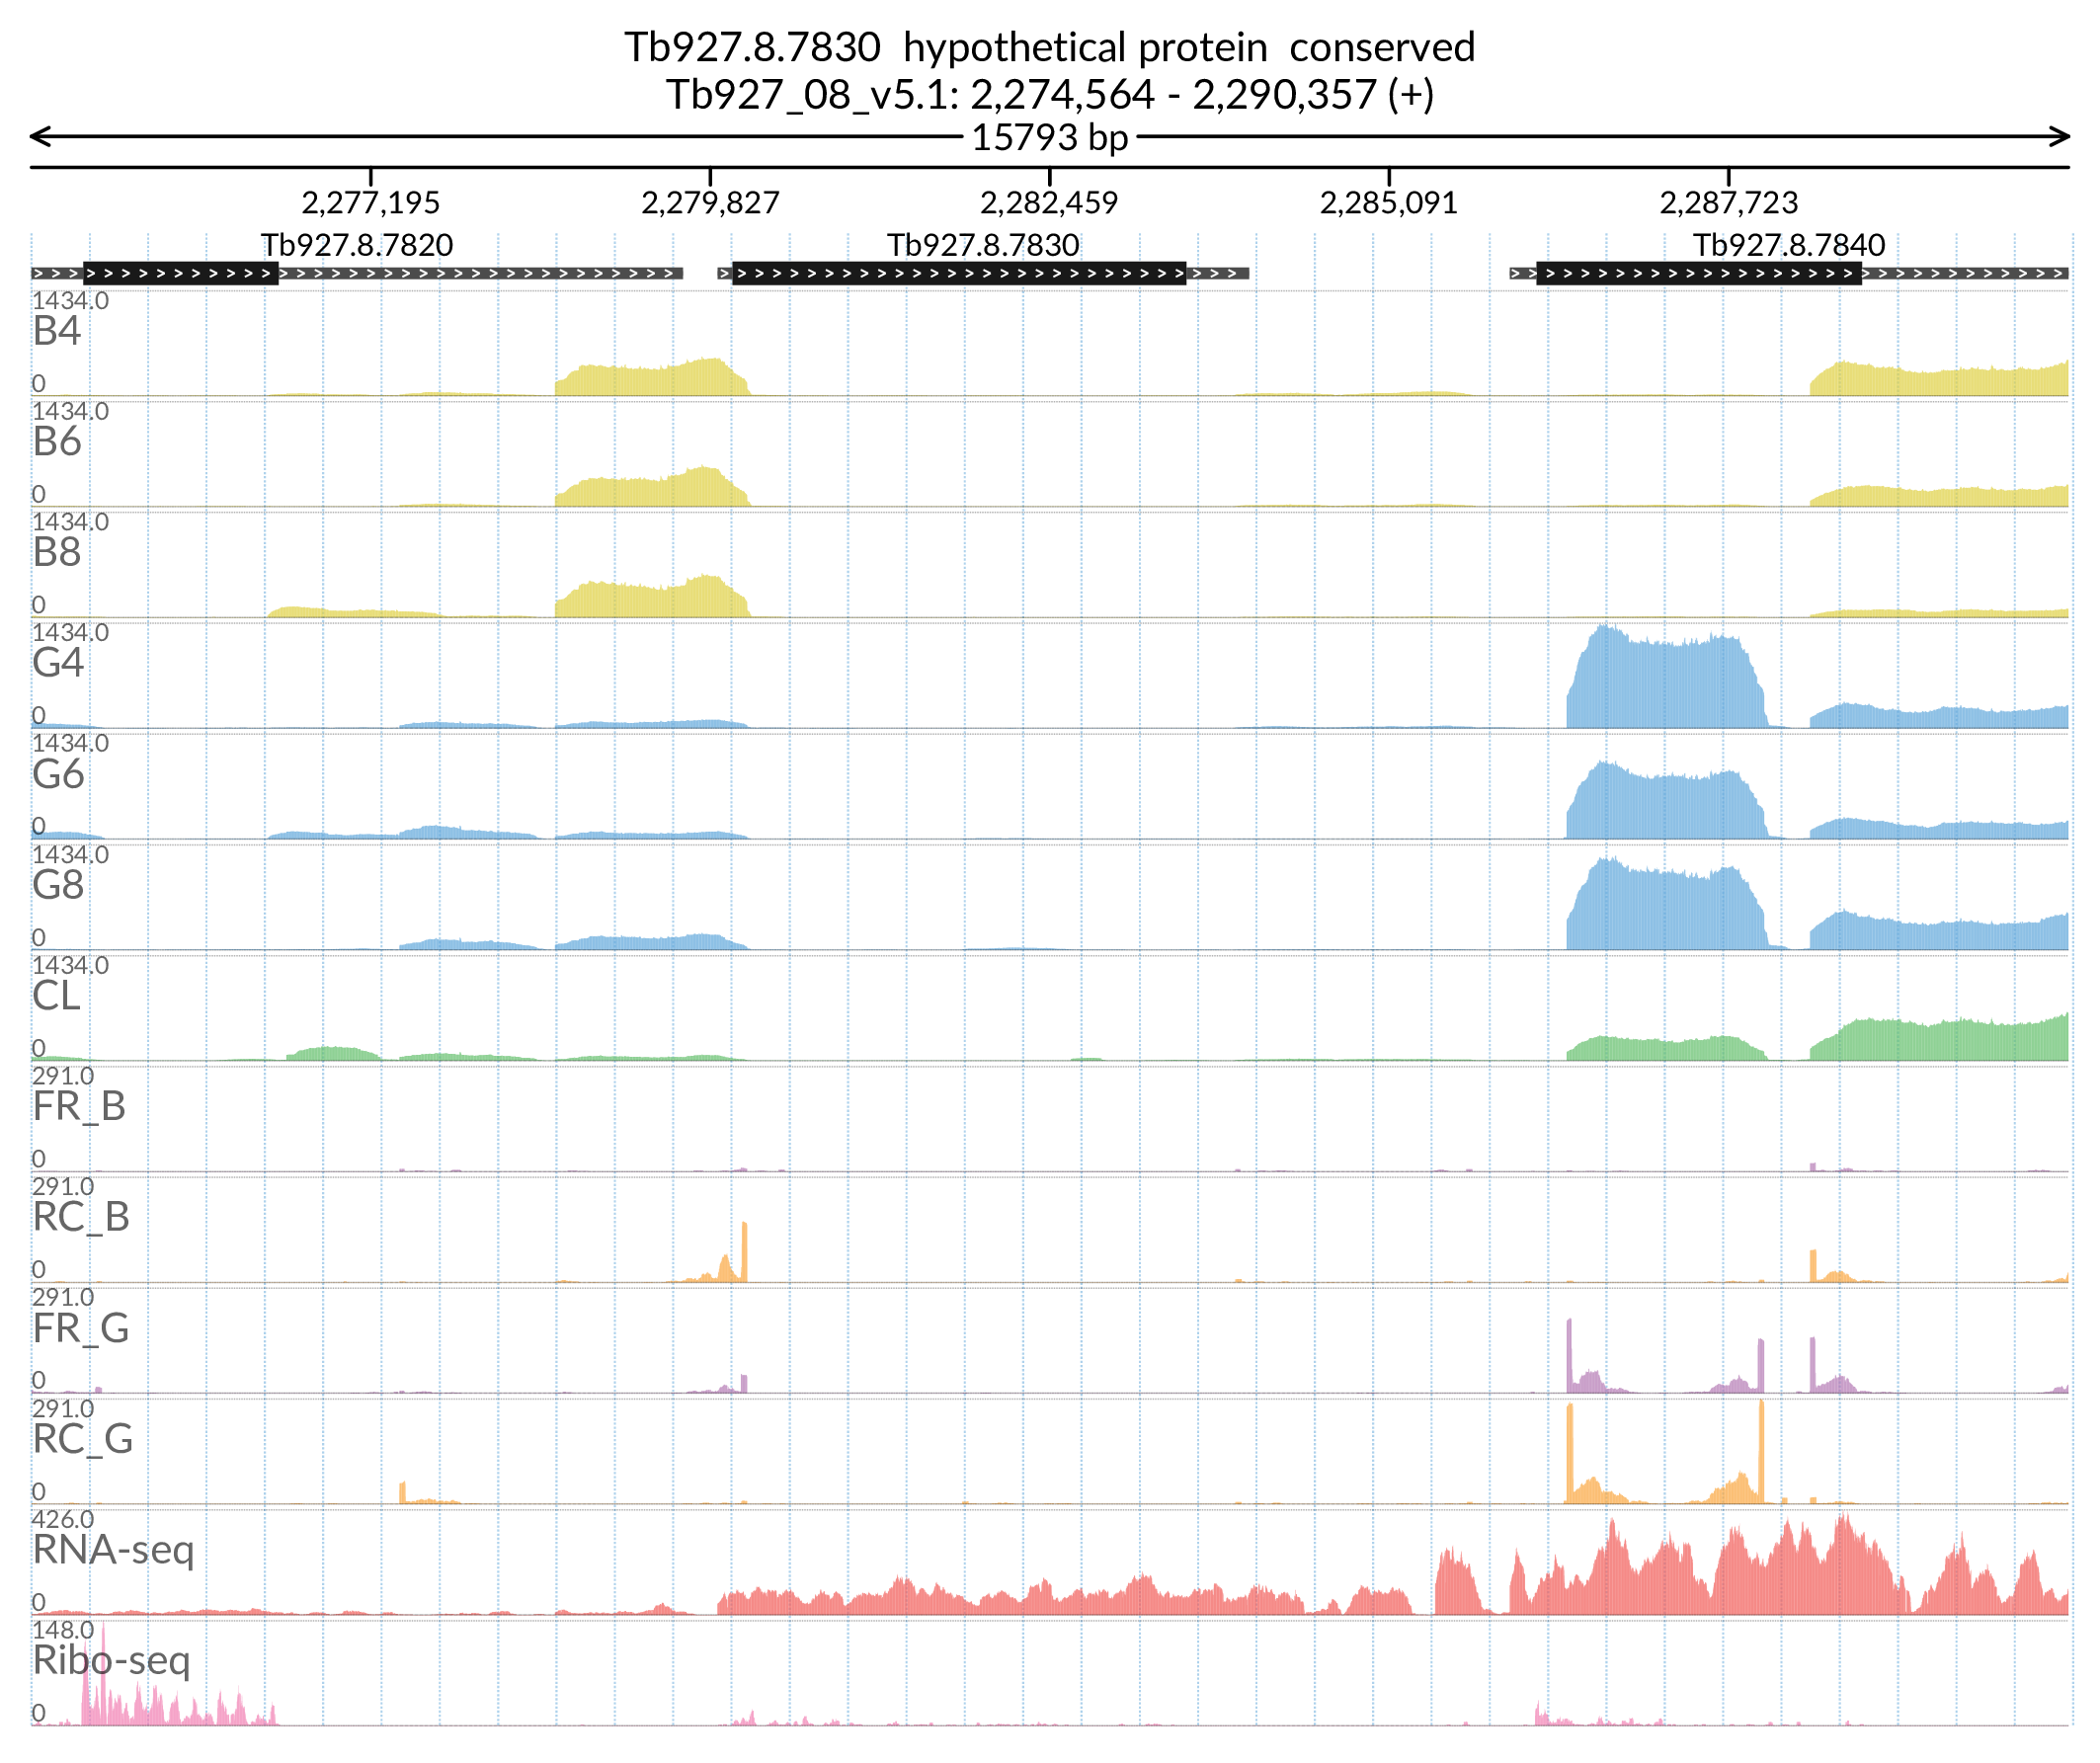 Tb927.8.7830 hypothetical protein conserved
Tb927_08_v5.1: 2,274,564 - 2,290,357 (+)
15793 bp
2,277,195 2,279,827 2,282,459 2,285,091 2,287,723
Tb927.8.7820 Tb927.8.7830 Tb927.8.7840
1434.0
B4
0
1434.0
B6
0
1434.0
B8
0
1434.0
G4
0
1434.0
G6
0
1434.0
G8
0
1434.0
CL
0
291.0
FR_B
0
291.0
RC_B
0
291.0
FR_G
0
291.0
RC_G
0
426.0
RNA-seq
0
148.0
Ribo-seq
0